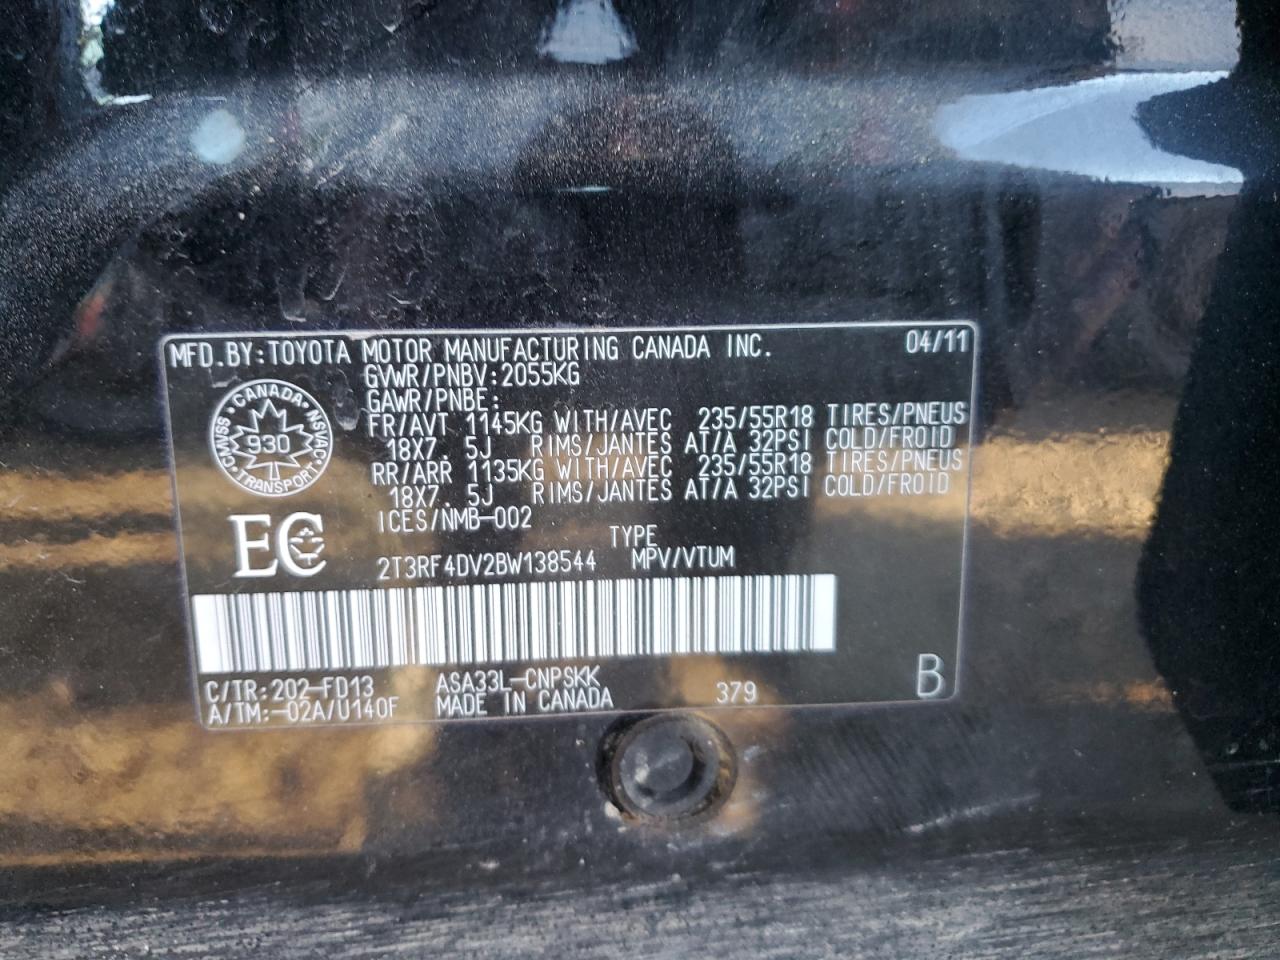 MFD.BY:TOYOTA MOTOR MANUFACTURING CANADA INC. 04/11
GVWR/PNBV:2055KG
GAWR/PNBE:
FR/AVT 1145KG WITH/AVEC 235/55R18 TIRES/PNEUS
18X7. 5J RIMS/JANTES AT/A 32PSI COLD/FROID
RR/ARR 1135KG WITH/AVEC 235/55R18 TIRES/PNEUS
18X7. 5J RIMS/JANTES AT/A 32PSI COLD/FROID
ICES/NMB-002
CANADA
CMVSS NSVAC
930
TRANSPORT
EC
TYPE
2T3RF4DV2BW138544 MPV/VTUM
C/TR:202-FD13 ASA33L-CNPSKK
A/TM:-02A/U140F MADE IN CANADA 379 B